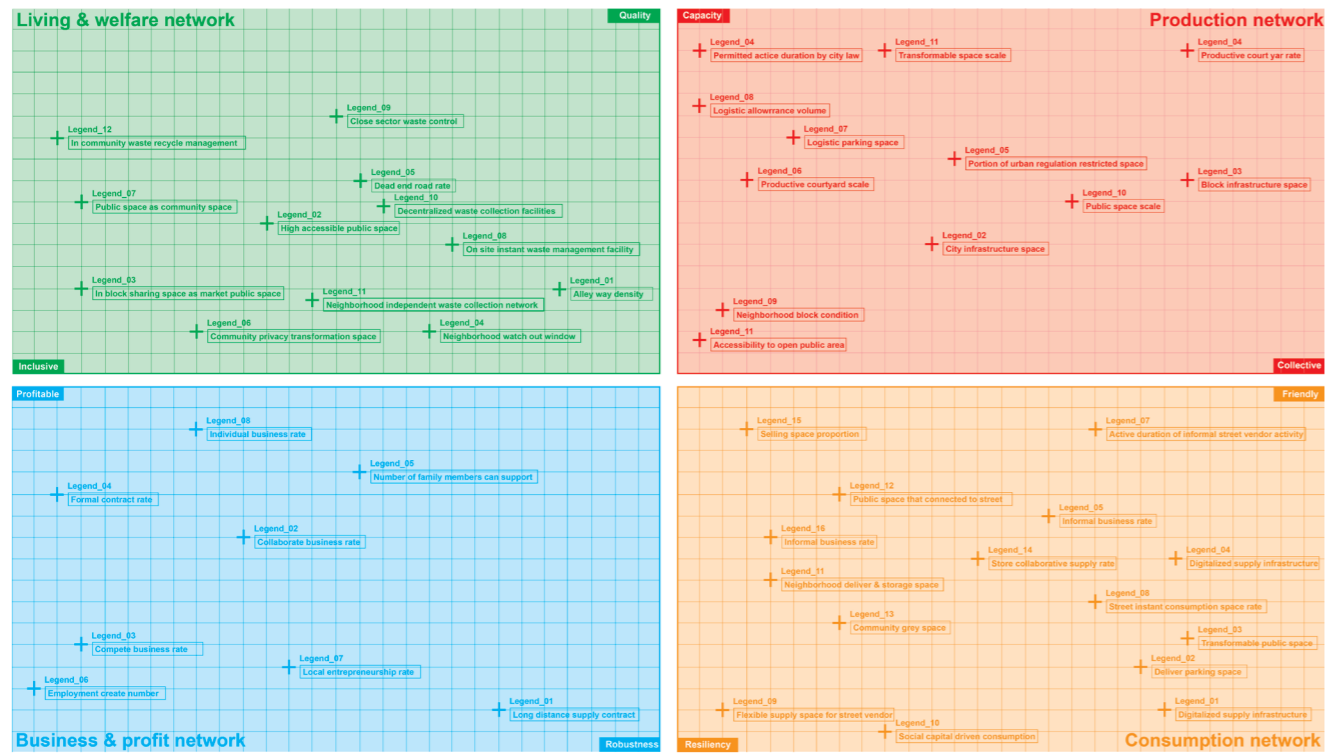 Living & welfare network
Quality
Legend_09
Close sector waste control
Legend_12
In community waste recycle management
Legend_05
Dead end road rate
Legend_07
Public space as community space
Legend_10
Decentralized waste collection facilities
Legend_02
High accessible public space
Legend_08
On site instant waste management facility
Legend_03
In block sharing space as market public space
Legend_01
Alley way density
Legend_11
Neighborhood independent waste collection network
Legend_06
Community privacy transformation space
Legend_04
Neighborhood watch out window
Inclusive
Capacity
Production network
Legend_04
Permitted actice duration by city law
Legend_11
Transformable space scale
Legend_04
Productive court yar rate
Legend_08
Logistic allowrrance volume
Legend_07
Logistic parking space
Legend_05
Portion of urban regulation restricted space
Legend_06
Productive courtyard scale
Legend_03
Block infrastructure space
Legend_10
Public space scale
Legend_02
City infrastructure space
Legend_09
Neighborhood block condition
Legend_11
Accessibility to open public area
Collective
Profitable
Legend_08
Individual business rate
Legend_05
Number of family members can support
Legend_04
Formal contract rate
Legend_02
Collaborate business rate
Legend_03
Compete business rate
Legend_07
Local entrepreneurship rate
Legend_06
Employment create number
Legend_01
Long distance supply contract
Business & profit network
Robustness
Friendly
Legend_15
Selling space proportion
Legend_07
Active duration of informal street vendor activity
Legend_12
Public space that connected to street
Legend_05
Informal business rate
Legend_16
Informal business rate
Legend_14
Store collaborative supply rate
Legend_04
Digitalized supply infrastructure
Legend_11
Neighborhood deliver & storage space
Legend_08
Street instant consumption space rate
Legend_13
Community grey space
Legend_03
Transformable public space
Legend_02
Deliver parking space
Legend_09
Flexible supply space for street vendor
Legend_01
Digitalized supply infrastructure
Legend_10
Social capital driven consumption
Resiliency
Consumption network